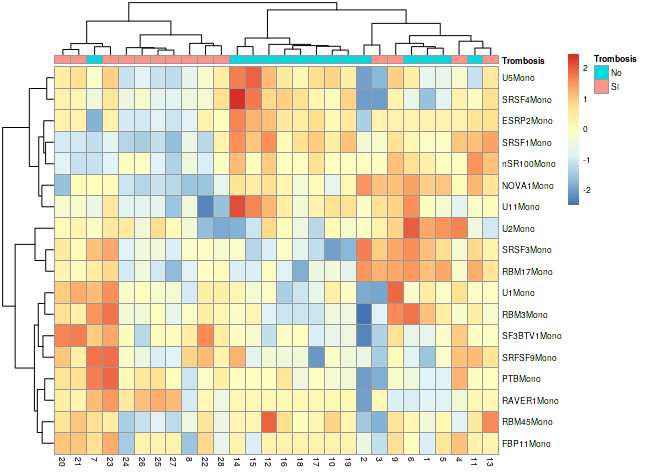 Trombosis
U5Mono
SRSF4Mono
ESRP2Mono
SRSF1Mono
nSR100Mono
NOVA1Mono
U11Mono
U2Mono
SRSF3Mono
RBM17Mono
U1Mono
RBM3Mono
SF3BTV1Mono
SRFSF9Mono
PTBMono
RAVER1Mono
RBM45Mono
FBP11Mono
20 21 7 23 24 26 25 27 8 22 28 14 15 12 16 18 17 10 19 2 3 9 6 1 5 4 11 13
2
1
0
-1
-2
Trombosis
No
SI